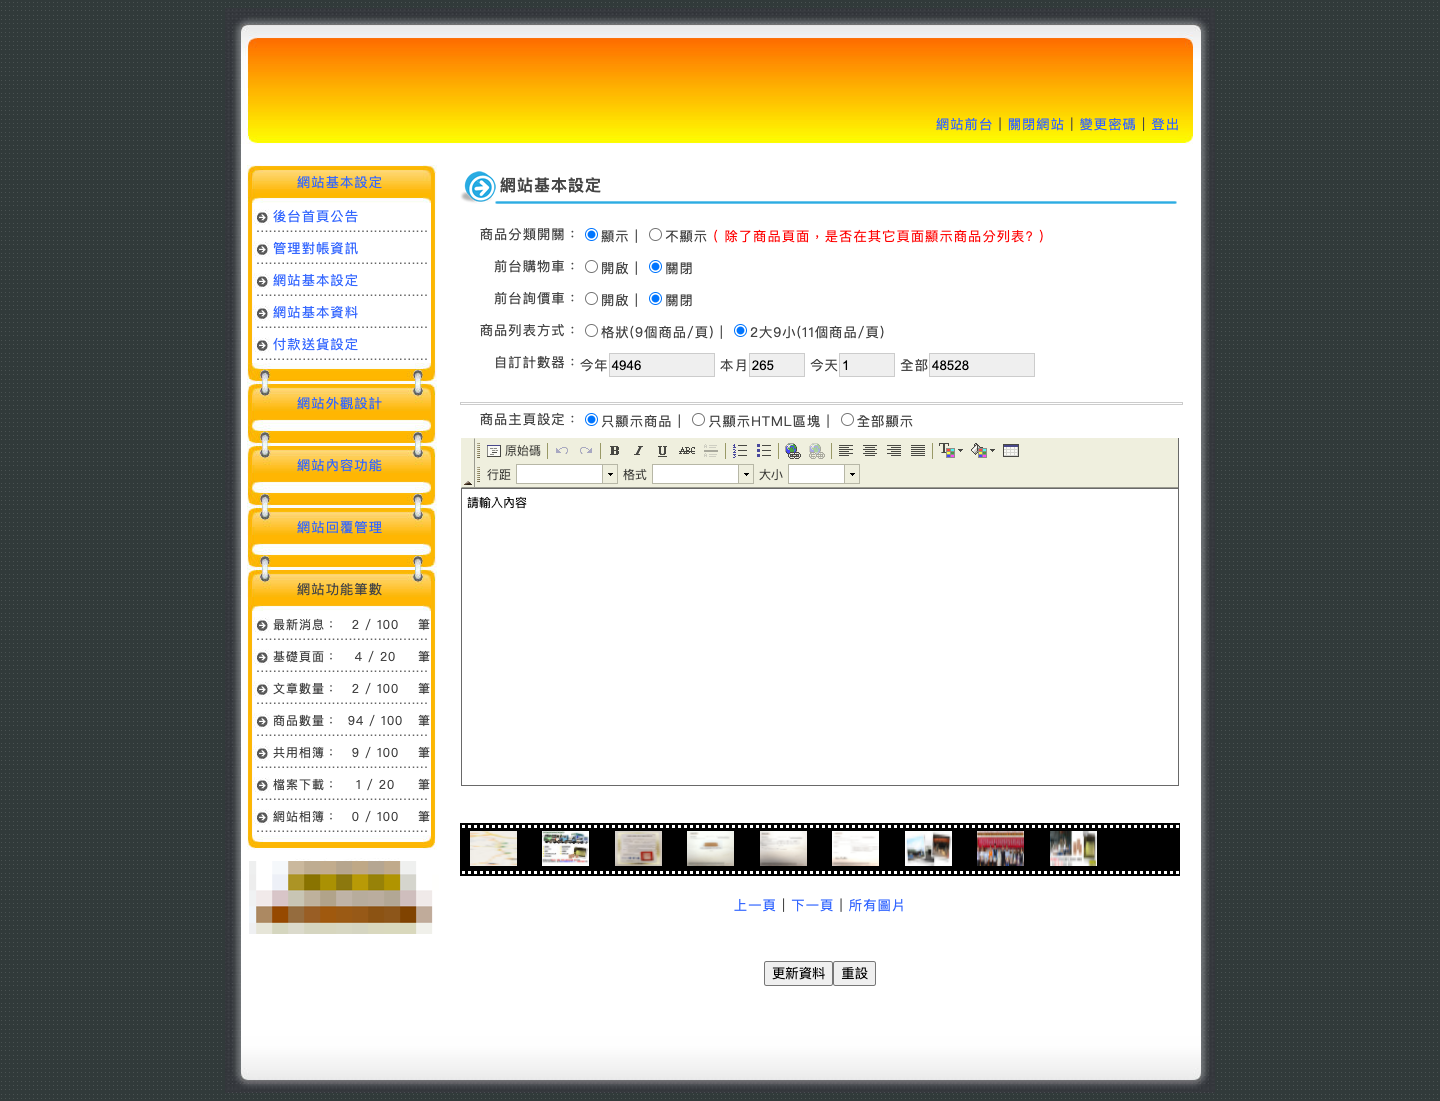 網站前台 | 關閉網站 | 變更密碼 | 登出
網站基本設定
後台首頁公告
管理對帳資訊
網站基本設定
網站基本資料
付款送貨設定
網站外觀設計
網站內容功能
網站回覆管理
網站功能筆數
最新消息： 2 / 100 筆
基礎頁面： 4 / 20 筆
文章數量： 2 / 100 筆
商品數量： 94 / 100 筆
共用相簿： 9 / 100 筆
檔案下載： 1 / 20 筆
網站相簿： 0 / 100 筆
網站基本設定
商品分類開關： 顯示 | 不顯示 ( 除了商品頁面，是否在其它頁面顯示商品分列表? )
前台購物車： 開啟 | 關閉
前台詢價車： 開啟 | 關閉
商品列表方式： 格狀(9個商品/頁) | 2大9小(11個商品/頁)
自訂計數器： 今年 4946 本月 265 今天 1 全部 48528
商品主頁設定： 只顯示商品 | 只顯示HTML區塊 | 全部顯示
原始碼 B I U ABC
行距 格式 大小
請輸入內容
上一頁 | 下一頁 | 所有圖片
更新資料 重設